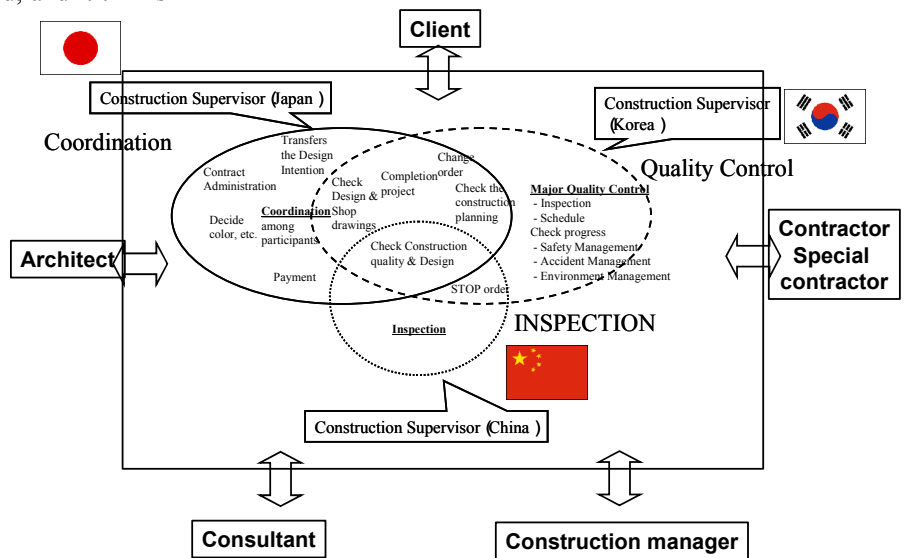 Client
Construction Supervisor (Japan )
Construction Supervisor
(Korea )
Coordination
Quality Control
Transfers
the Design
Intention
Contract
Administration
Check
Design &
Shop
drawings
Completion
project
Change
order
Check the
construction
planning
Major Quality Control
- Inspection
- Schedule
Check progress
- Safety Management
- Accident Management
- Environment Management
Decide
color, etc.
Coordination
among
participants
Check Construction
quality & Design
Payment
STOP order
Architect
Contractor
Special
contractor
Inspection
INSPECTION
Construction Supervisor (China )
Consultant
Construction manager